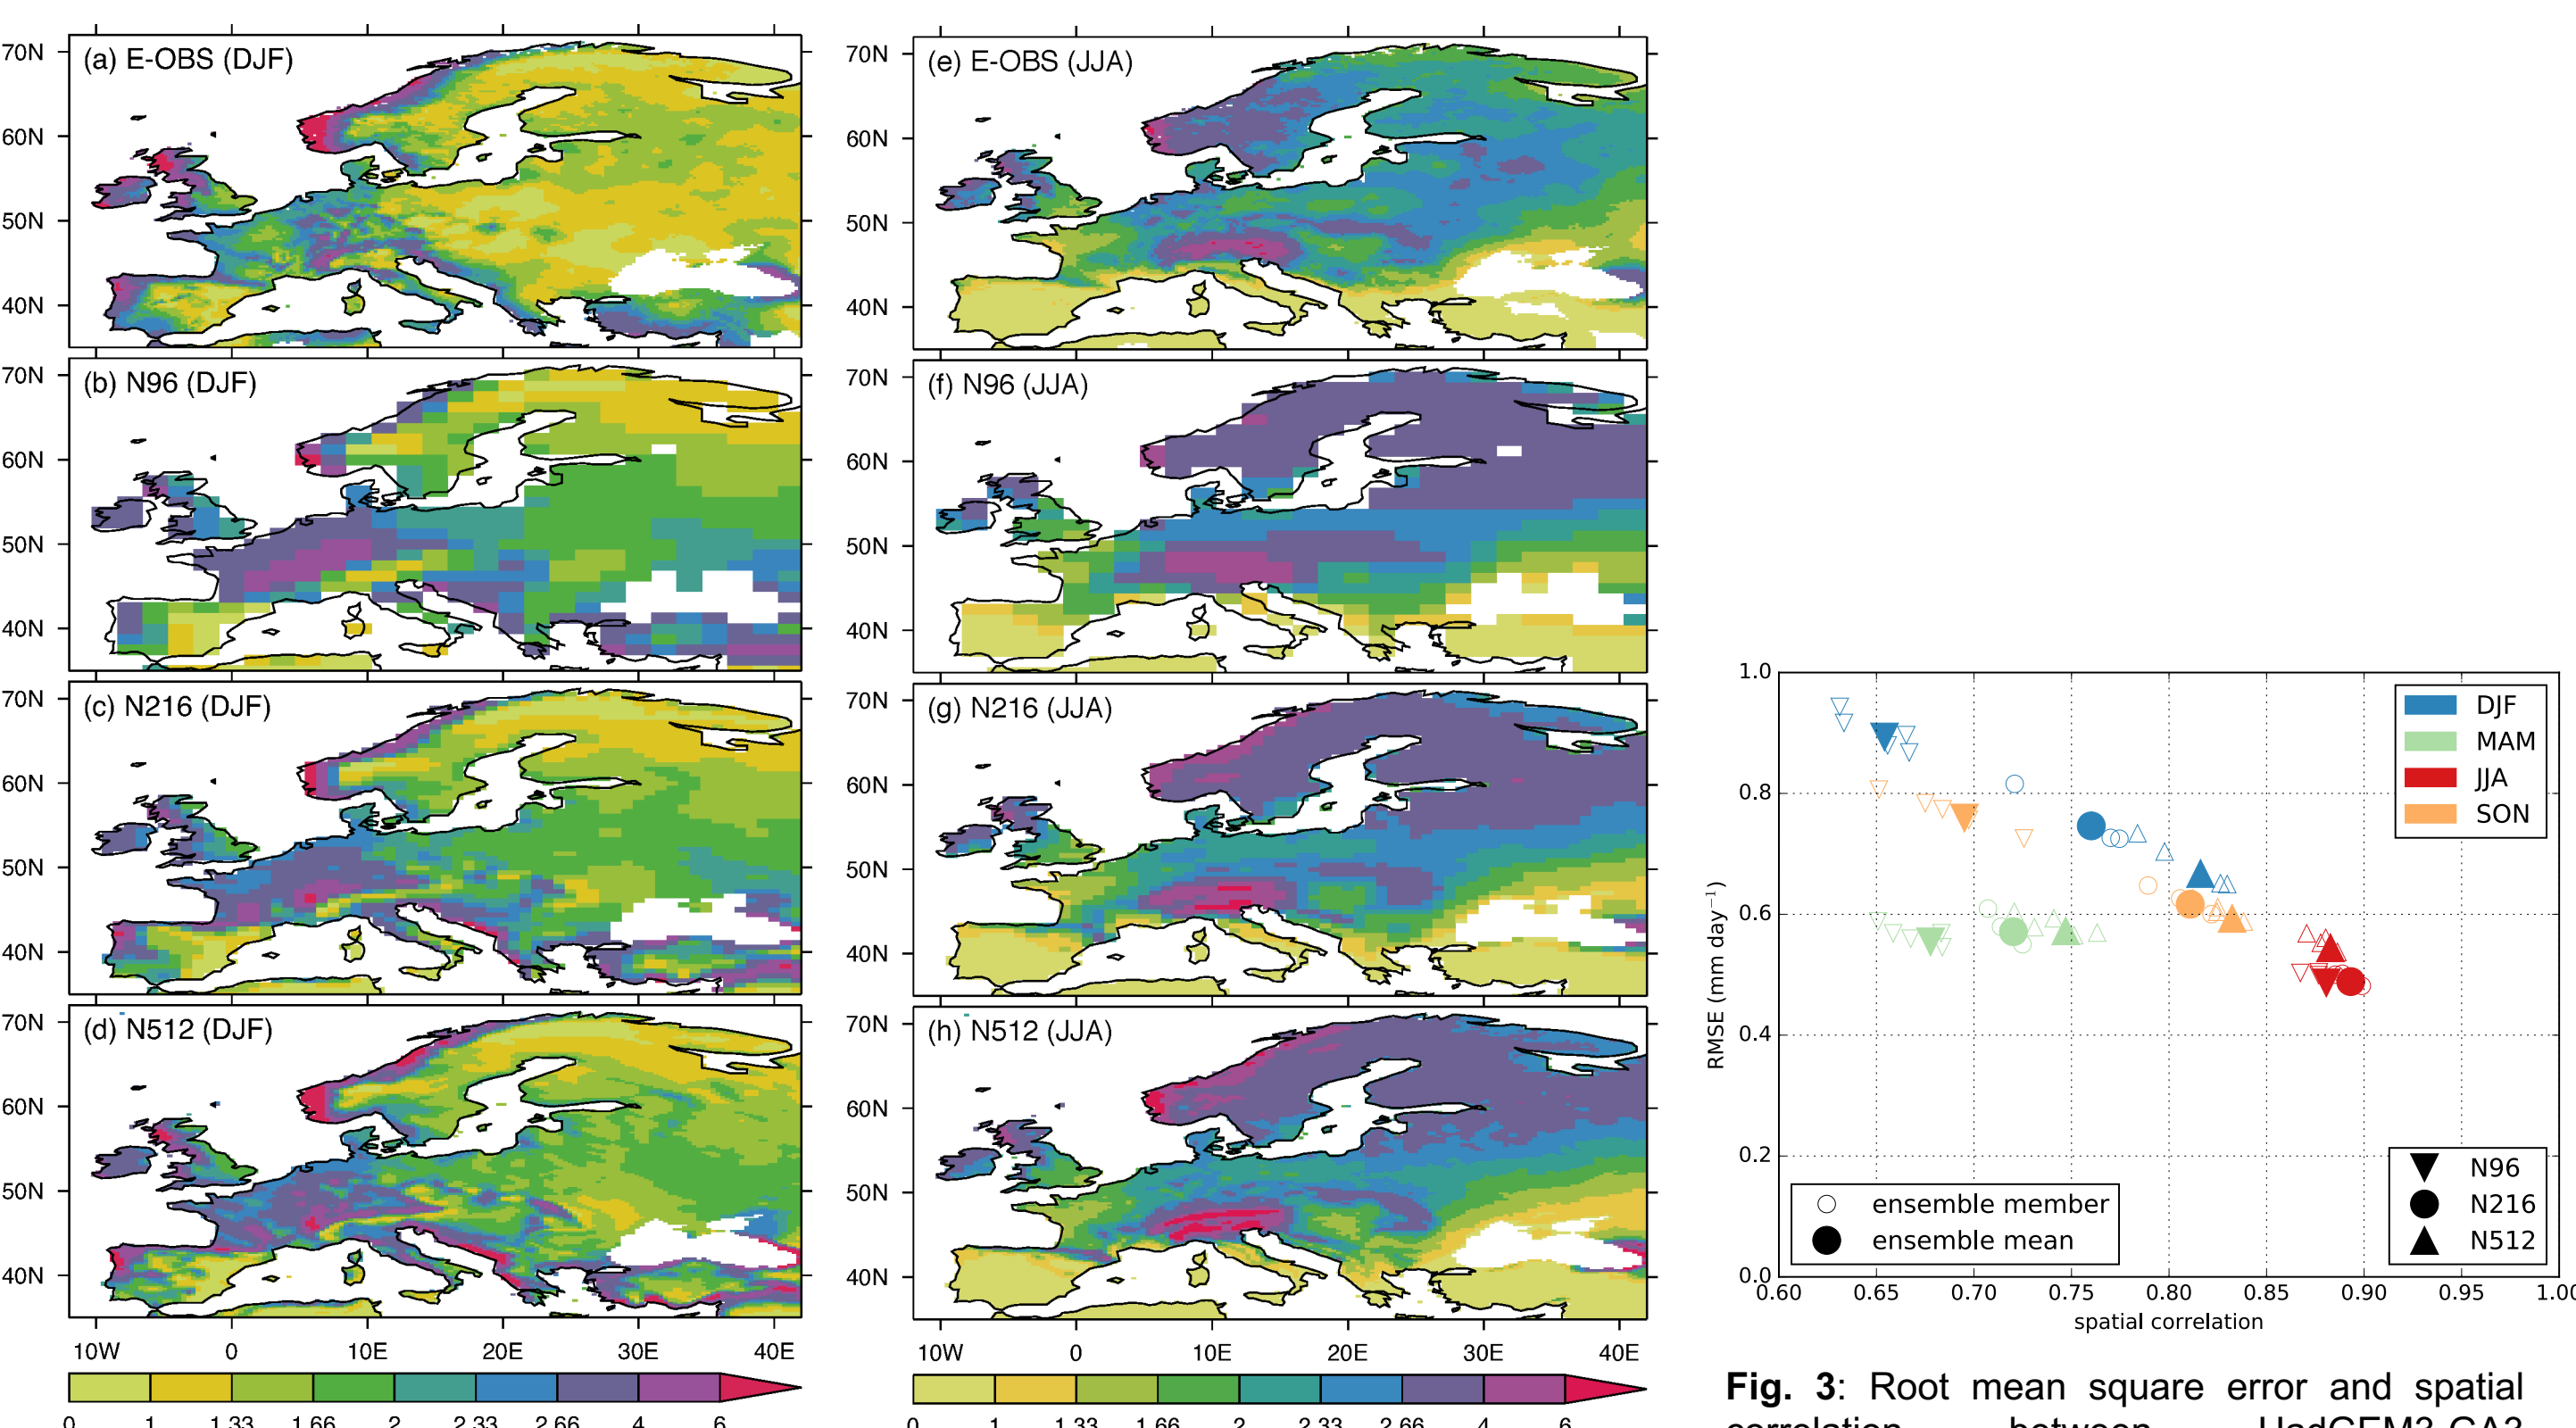 (a) E-OBS (DJF)
70N
60N
50N
40N
(b) N96 (DJF)
70N
60N
50N
40N
(c) N216 (DJF)
70N
60N
50N
40N
(d) N512 (DJF)
70N
60N
50N
40N
10W 0 10E 20E 30E 40E
0 1 1.33 1.66 2 2.33 2.66 4 6
(e) E-OBS (JJA)
70N
60N
50N
40N
(f) N96 (JJA)
70N
60N
50N
40N
(g) N216 (JJA)
70N
60N
50N
40N
(h) N512 (JJA)
70N
60N
50N
40N
10W 0 10E 20E 30E 40E
0 1 1.33 1.66 2 2.33 2.66 4 6
1.0
0.8
0.6
0.4
0.2
0.0
RMSE (mm day⁻¹)
DJF
MAM
JJA
SON
N96
N216
N512
ensemble member
ensemble mean
0.60 0.65 0.70 0.75 0.80 0.85 0.90 0.95 1.0
spatial correlation
Fig. 3: Root mean square error and spatial
correlation between HadGEM3-GA3